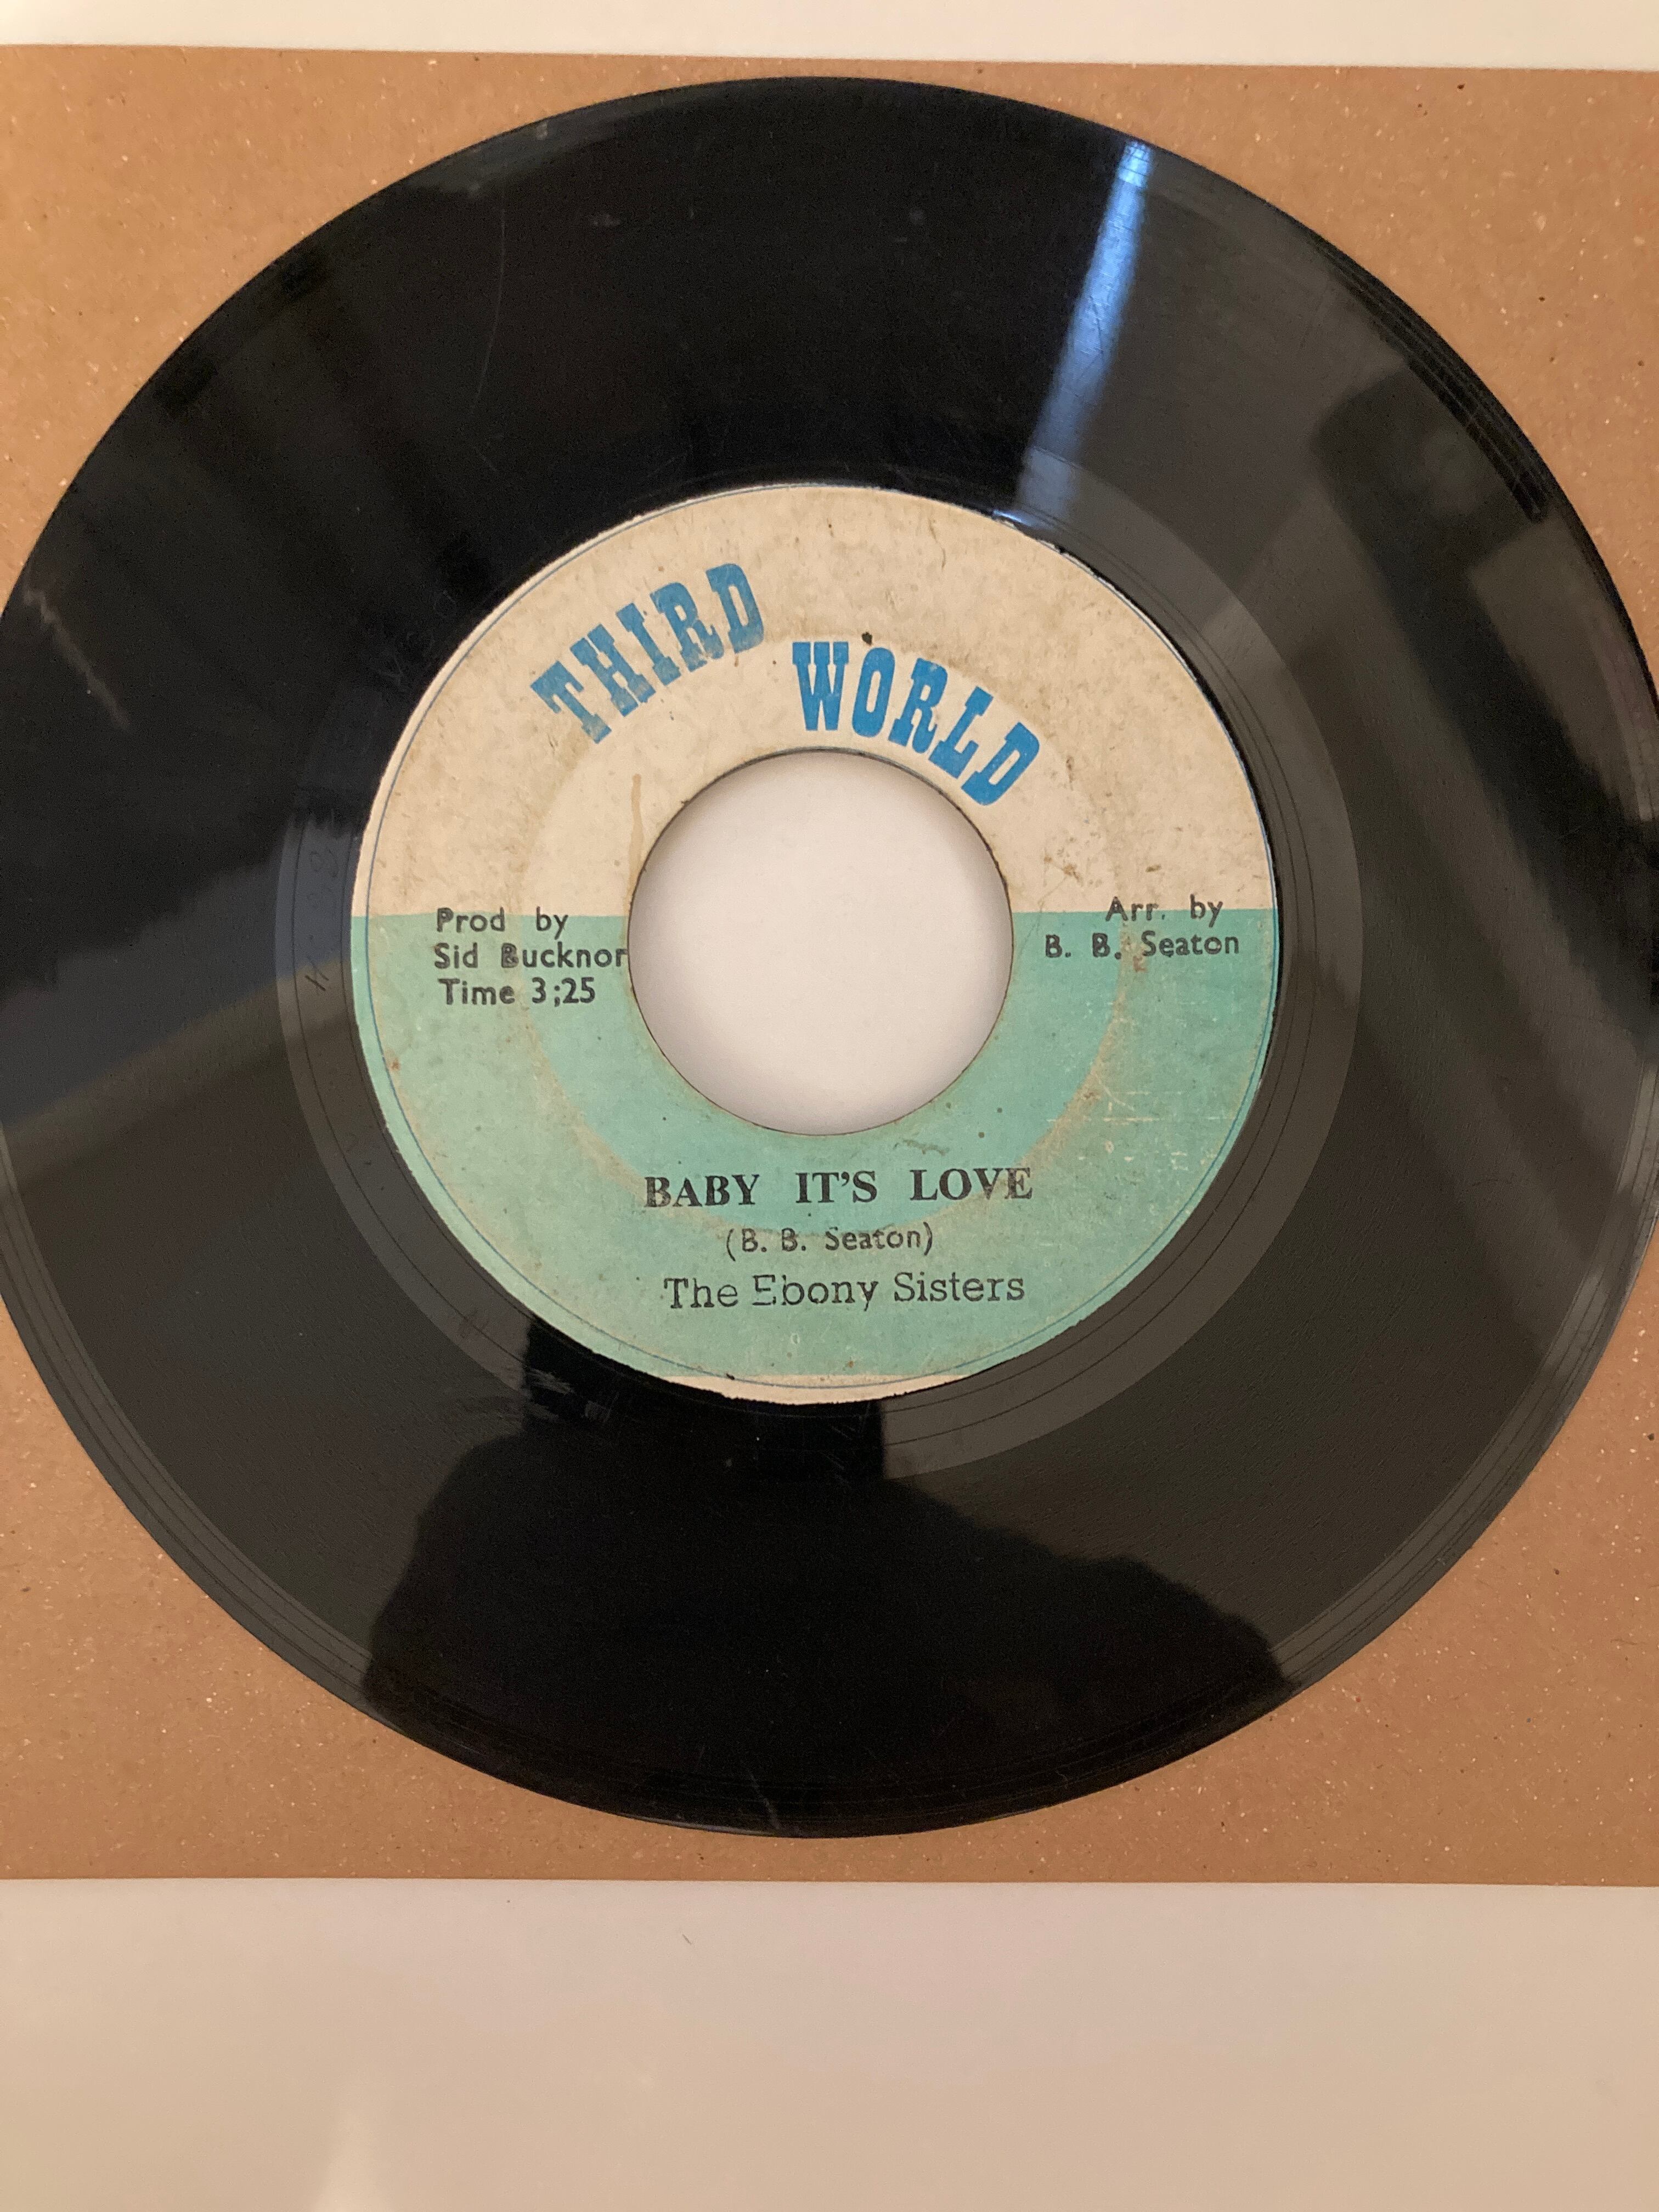 THIRD WORLD
Prod by
Sid Bucknor
Time 3;25
Arr. by
B. B. Seaton
BABY IT'S LOVE
(B. B. Seaton)
The Ebony Sisters